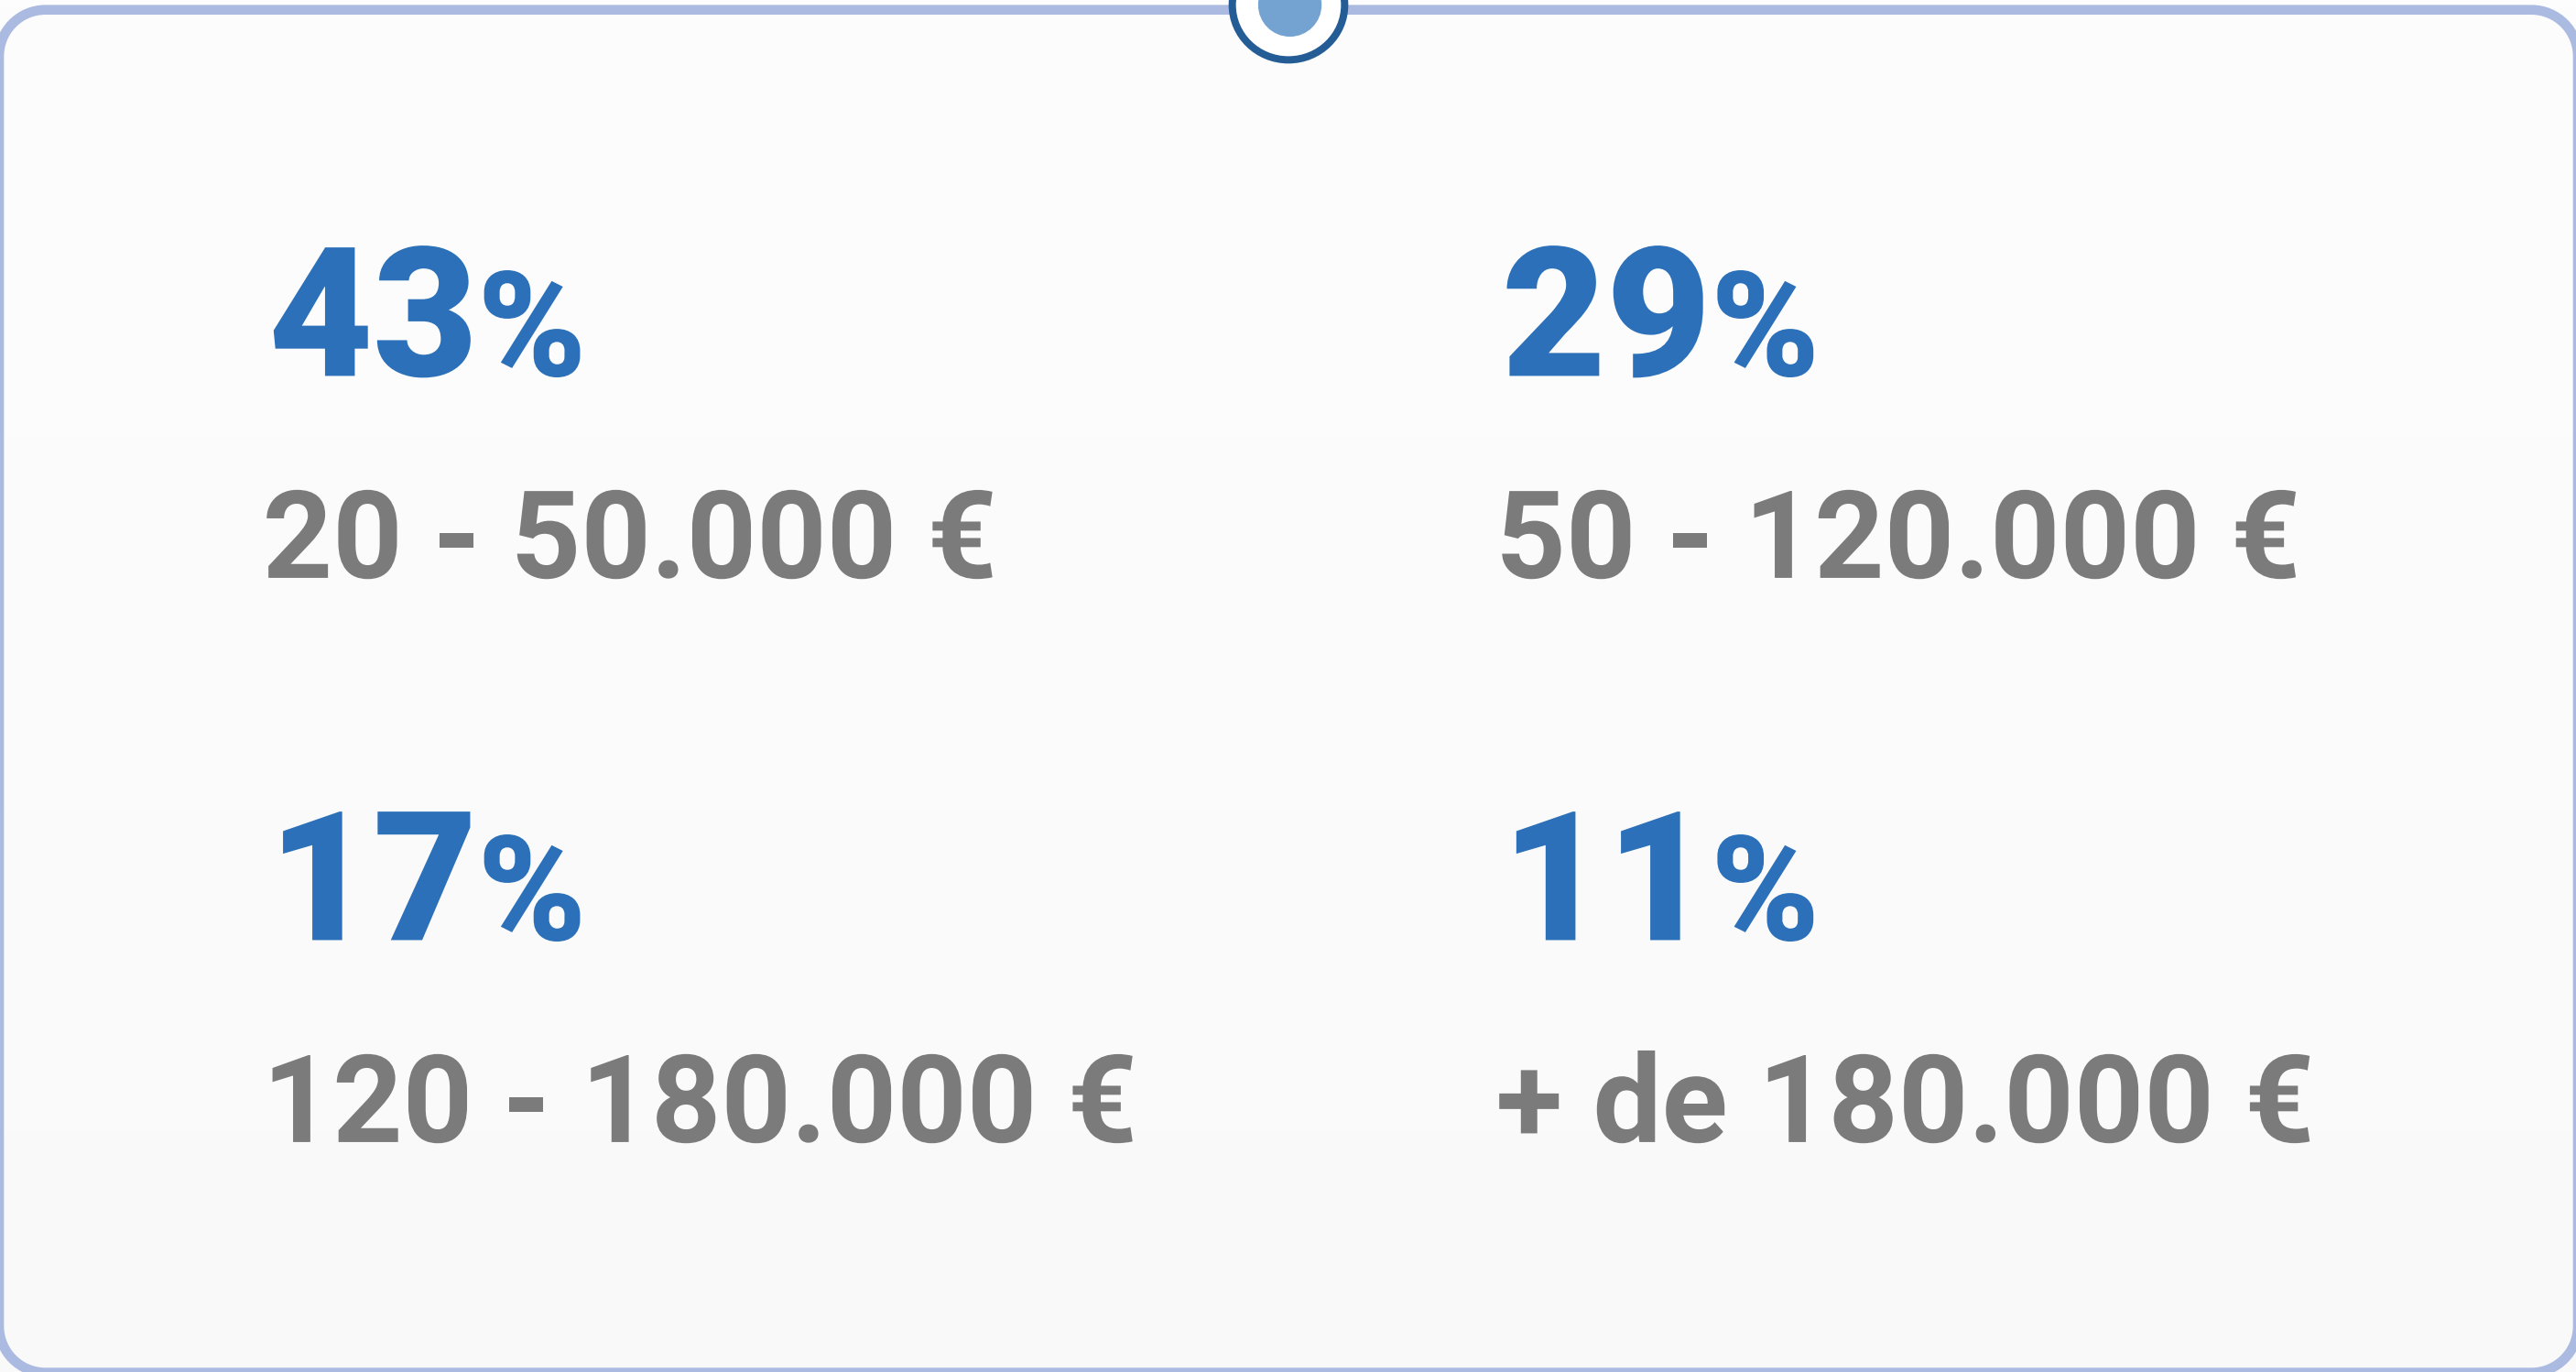 43%
29%
20 - 50.000 €
50 - 120.000 €
17%
11%
120 - 180.000 €
+ de 180.000 €